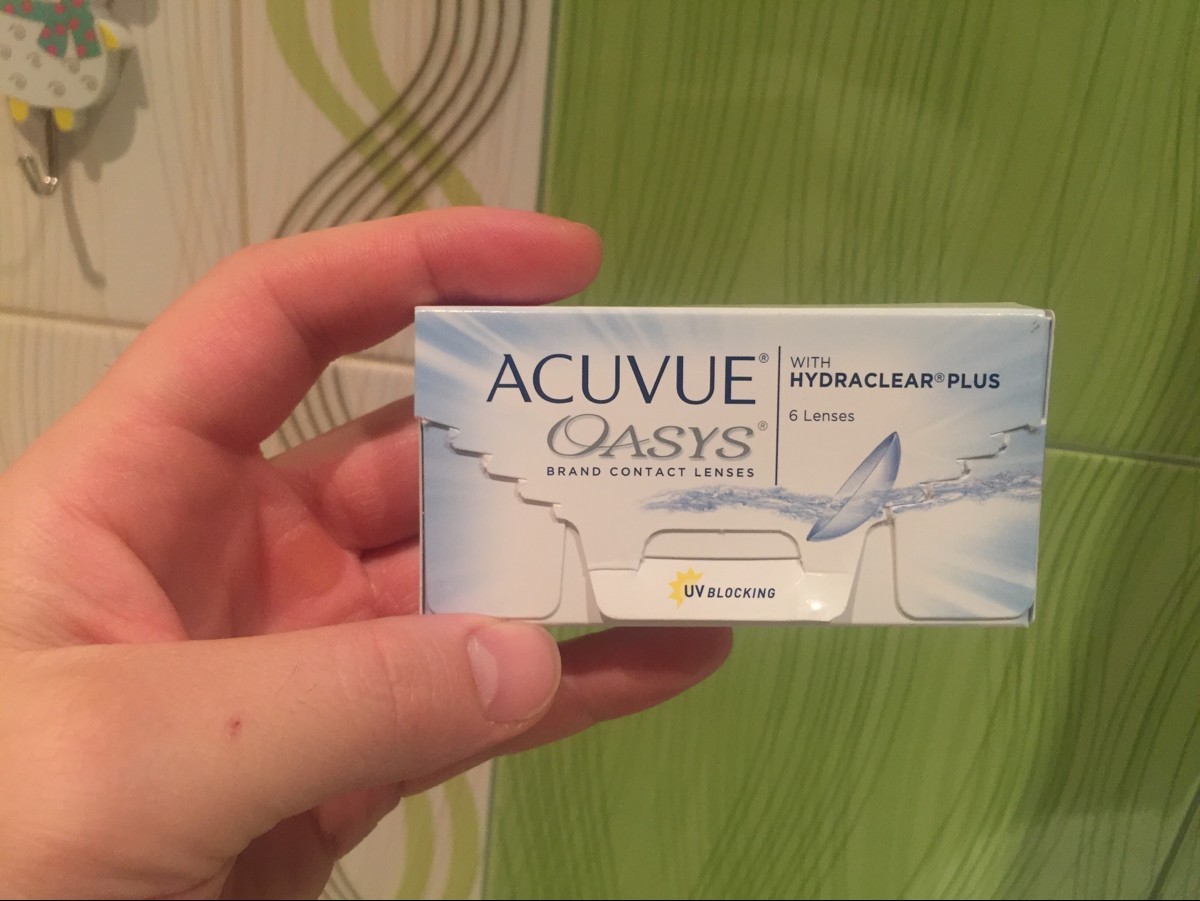 ACUVUE®
OASYS®
BRAND CONTACT LENSES
WITH
HYDRACLEAR® PLUS
6 Lenses
UV BLOCKING